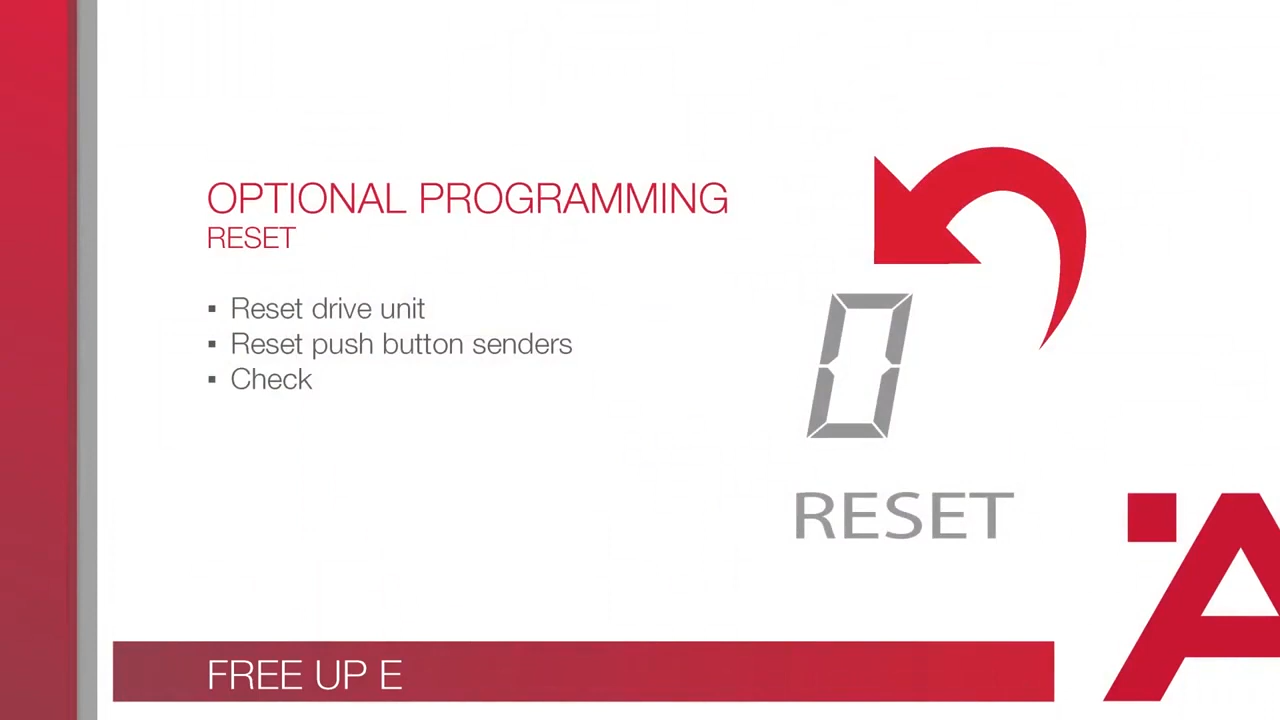 OPTIONAL PROGRAMMING
RESET
▪ Reset drive unit
▪ Reset push button senders
▪ Check
0
RESET
FREE UP E
A